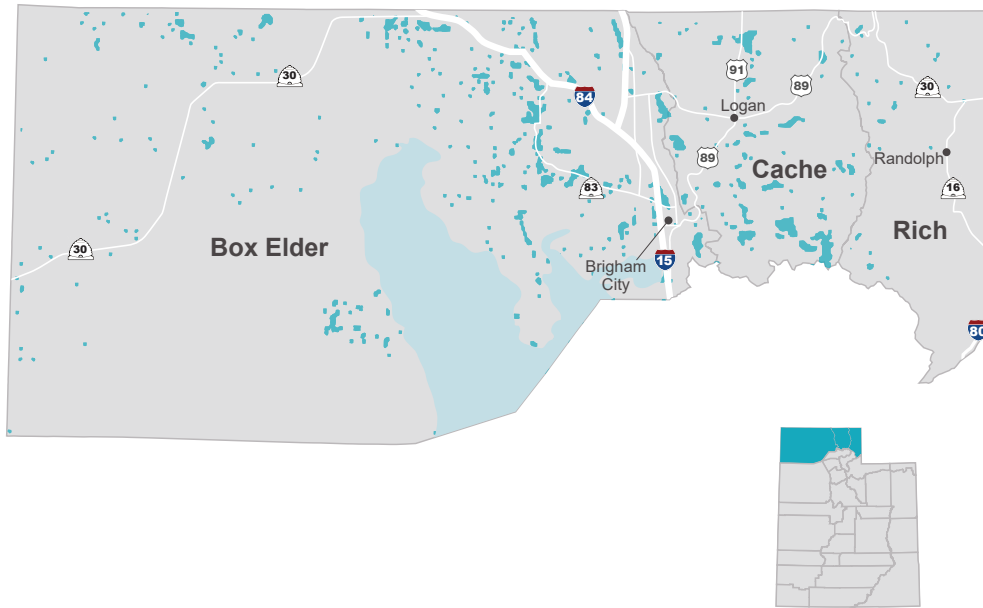 30
91
89
30
84
Logan
Randolph
89
Cache
83
16
Rich
Box Elder
30
15
Brigham
City
80